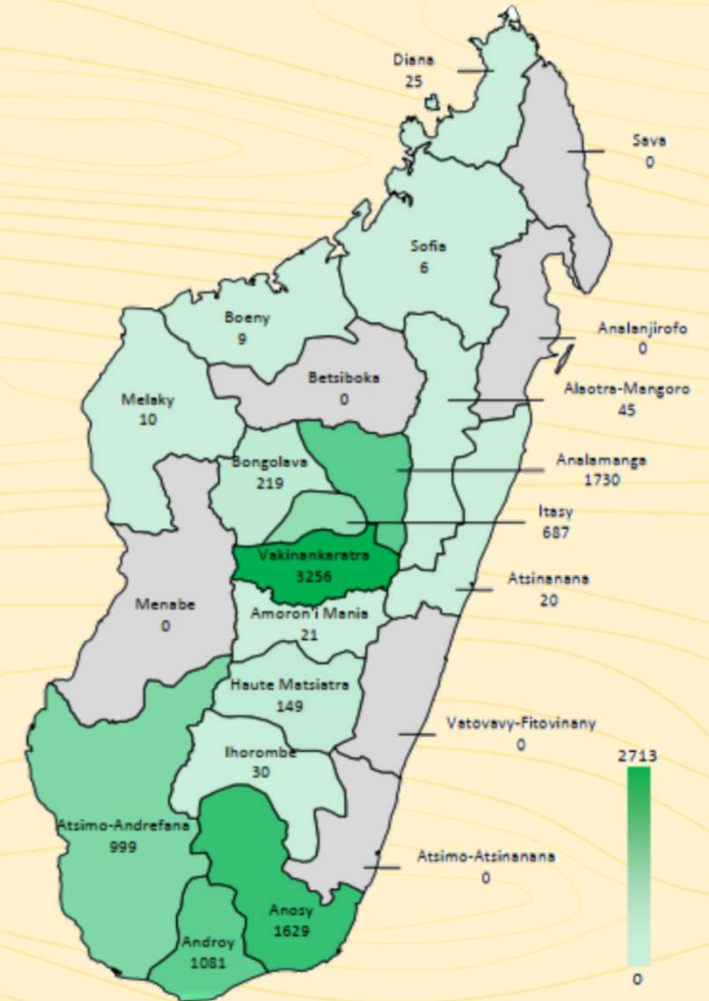 Diana
25
Sava
0
Sofia
6
Boeny
9
Analanjirofo
0
Betsiboka
0
Alaotra-Mangoro
45
Melaky
10
Bongolava
219
Analamanga
1730
Itasy
687
Vakinankaratra
3256
Atsinanana
20
Menabe
0
Amoron'i Mania
21
Haute Matsiatra
149
Vatovavy-Fitovinany
0
Ihorombe
30
2713
Atsimo-Andrefana
999
Atsimo-Atsinanana
0
Anosy
1629
Androy
1081
0